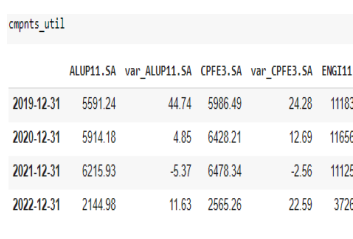 cmpnts_util
ALUP11.SA var_ALUP11.SA CPFE3.SA var_CPFE3.SA ENGI11
2019-12-31 5591.24 44.74 5986.49 24.28 11183
2020-12-31 5914.18 4.85 6428.21 12.69 11656
2021-12-31 6215.93 -5.37 6478.34 -2.56 11125
2022-12-31 2144.98 11.63 2565.26 22.59 3726